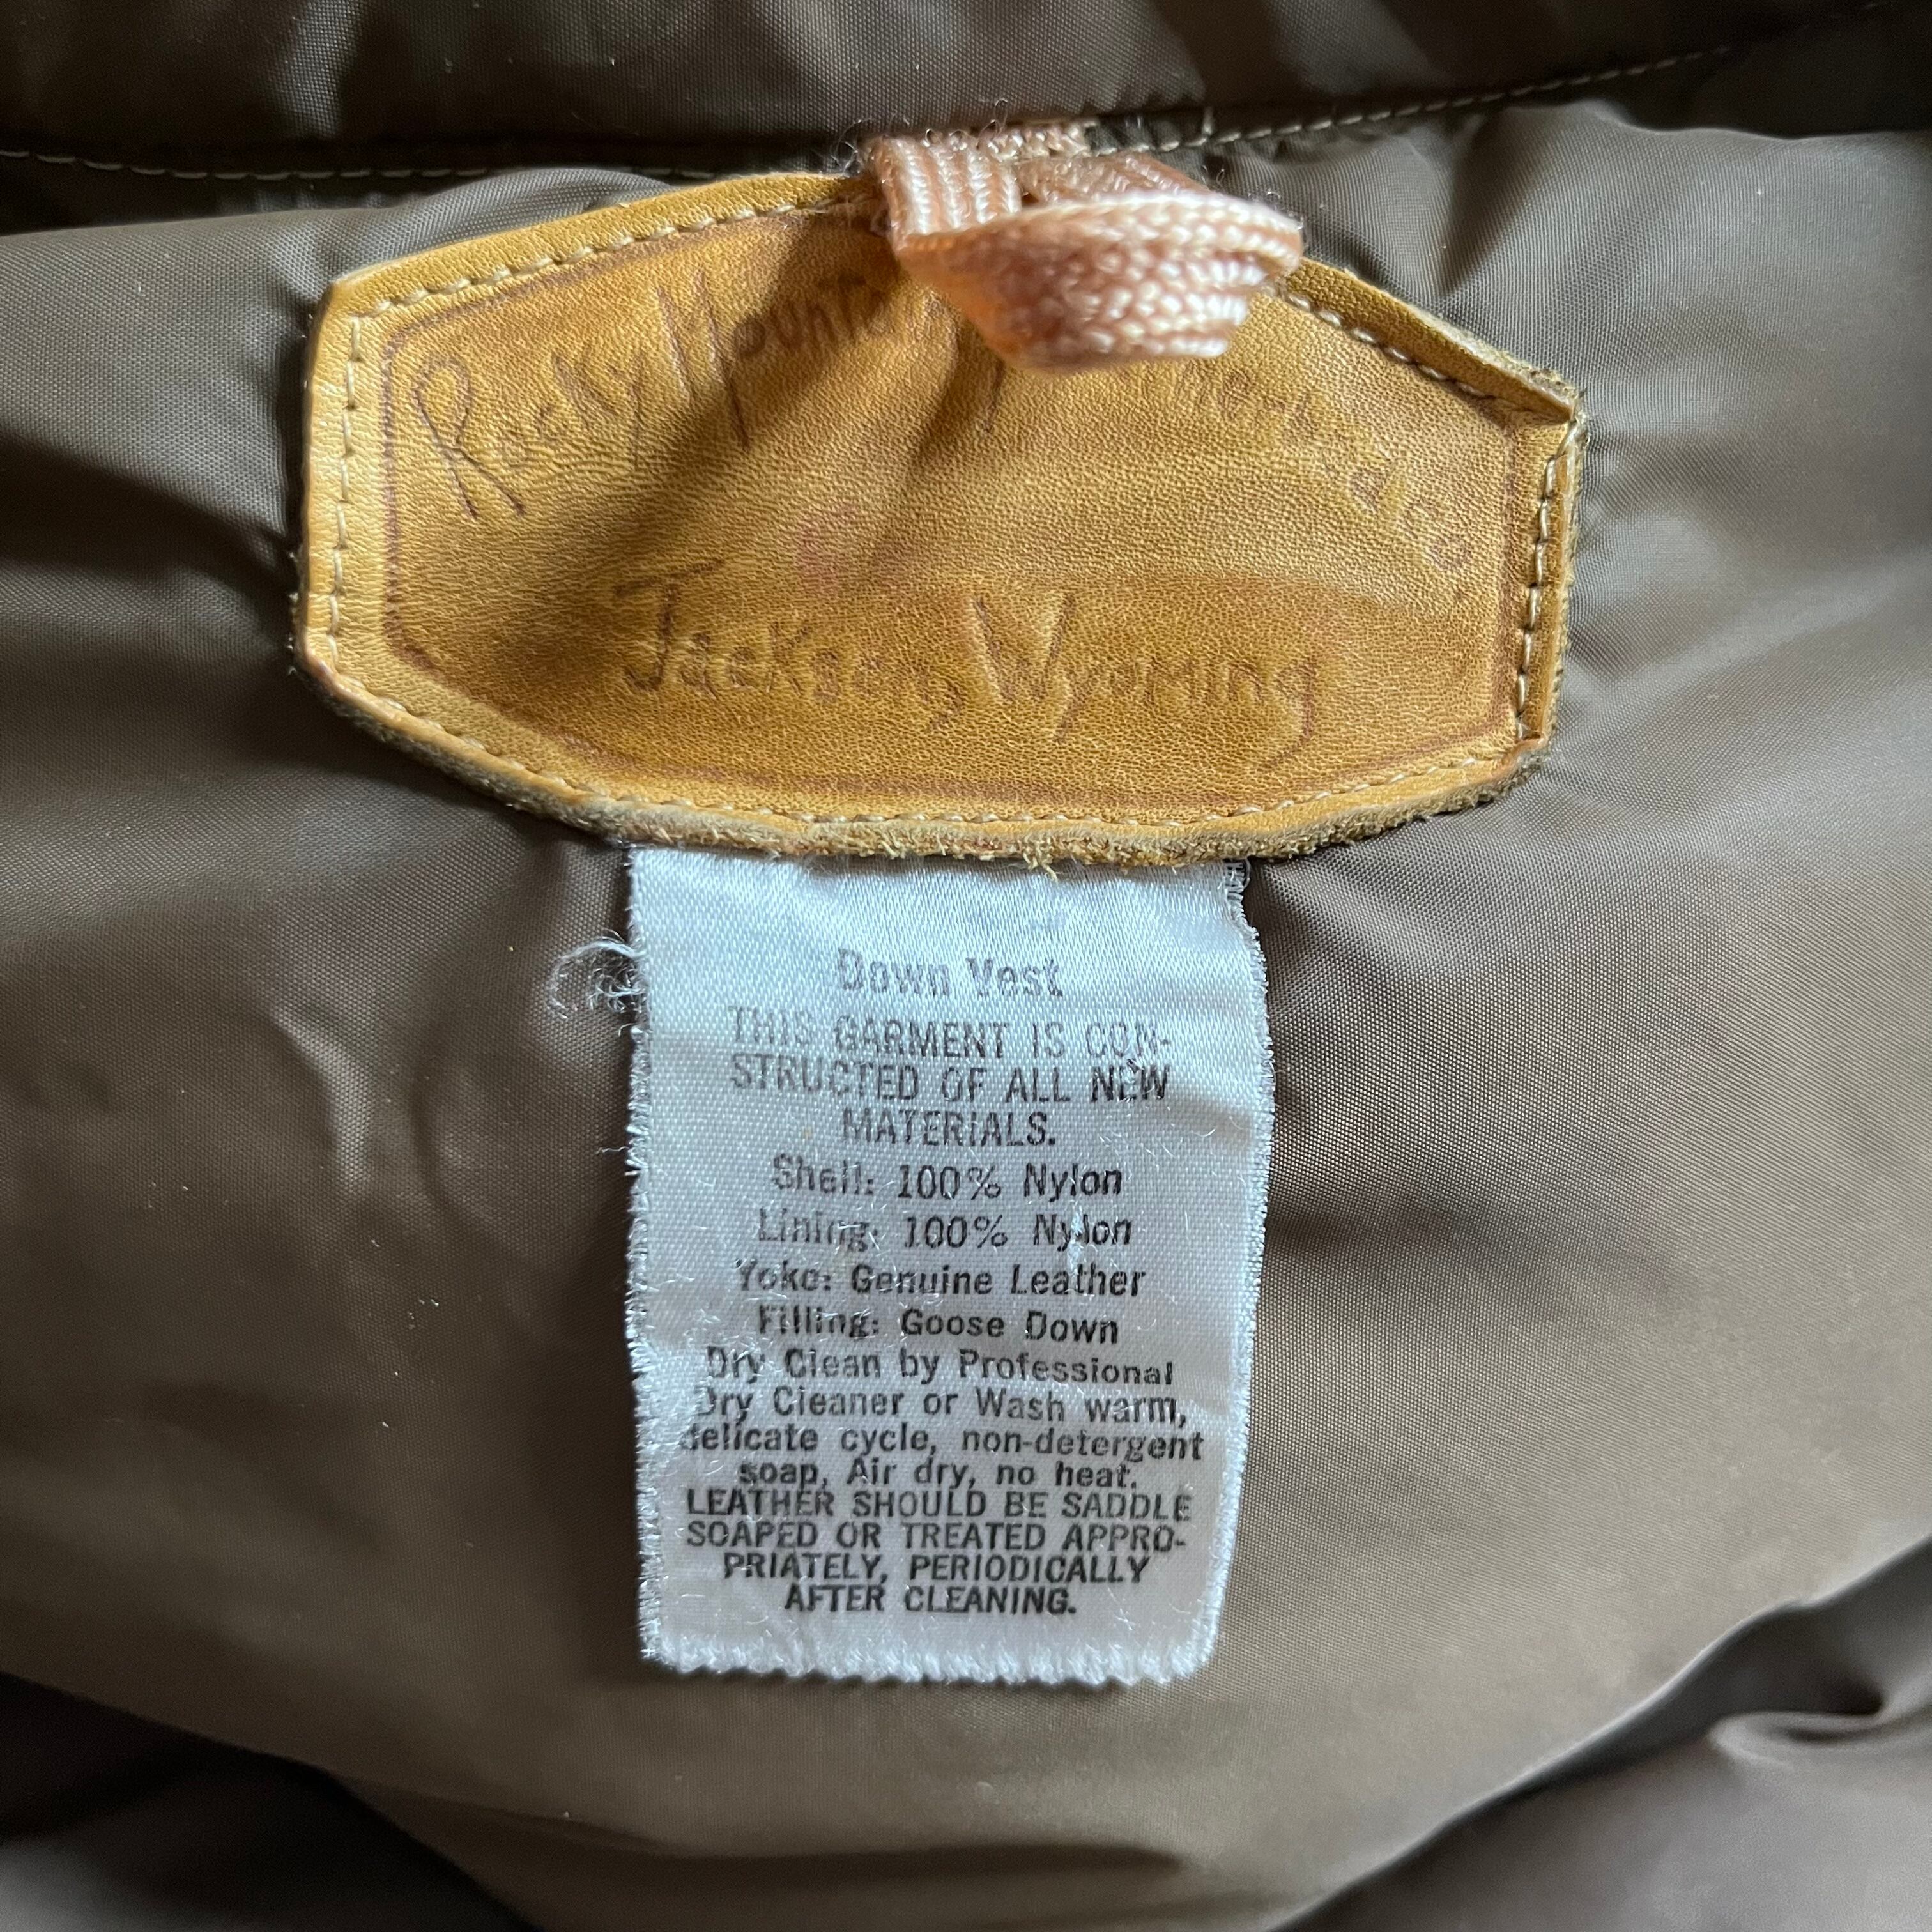 Rocky Mountain
& Co.
Jackson, Wyoming
Down Vest
THIS GARMENT IS CON-
STRUCTED OF ALL NEW
MATERIALS.
Shell: 100% Nylon
Lining: 100% Nylon
Yoke: Genuine Leather
Filling: Goose Down
Dry Clean by Professional
Dry Cleaner or Wash warm,
delicate cycle, non-detergent
soap, Air dry, no heat.
LEATHER SHOULD BE SADDLE
SOAPED OR TREATED APPRO-
PRIATELY, PERIODICALLY
AFTER CLEANING.